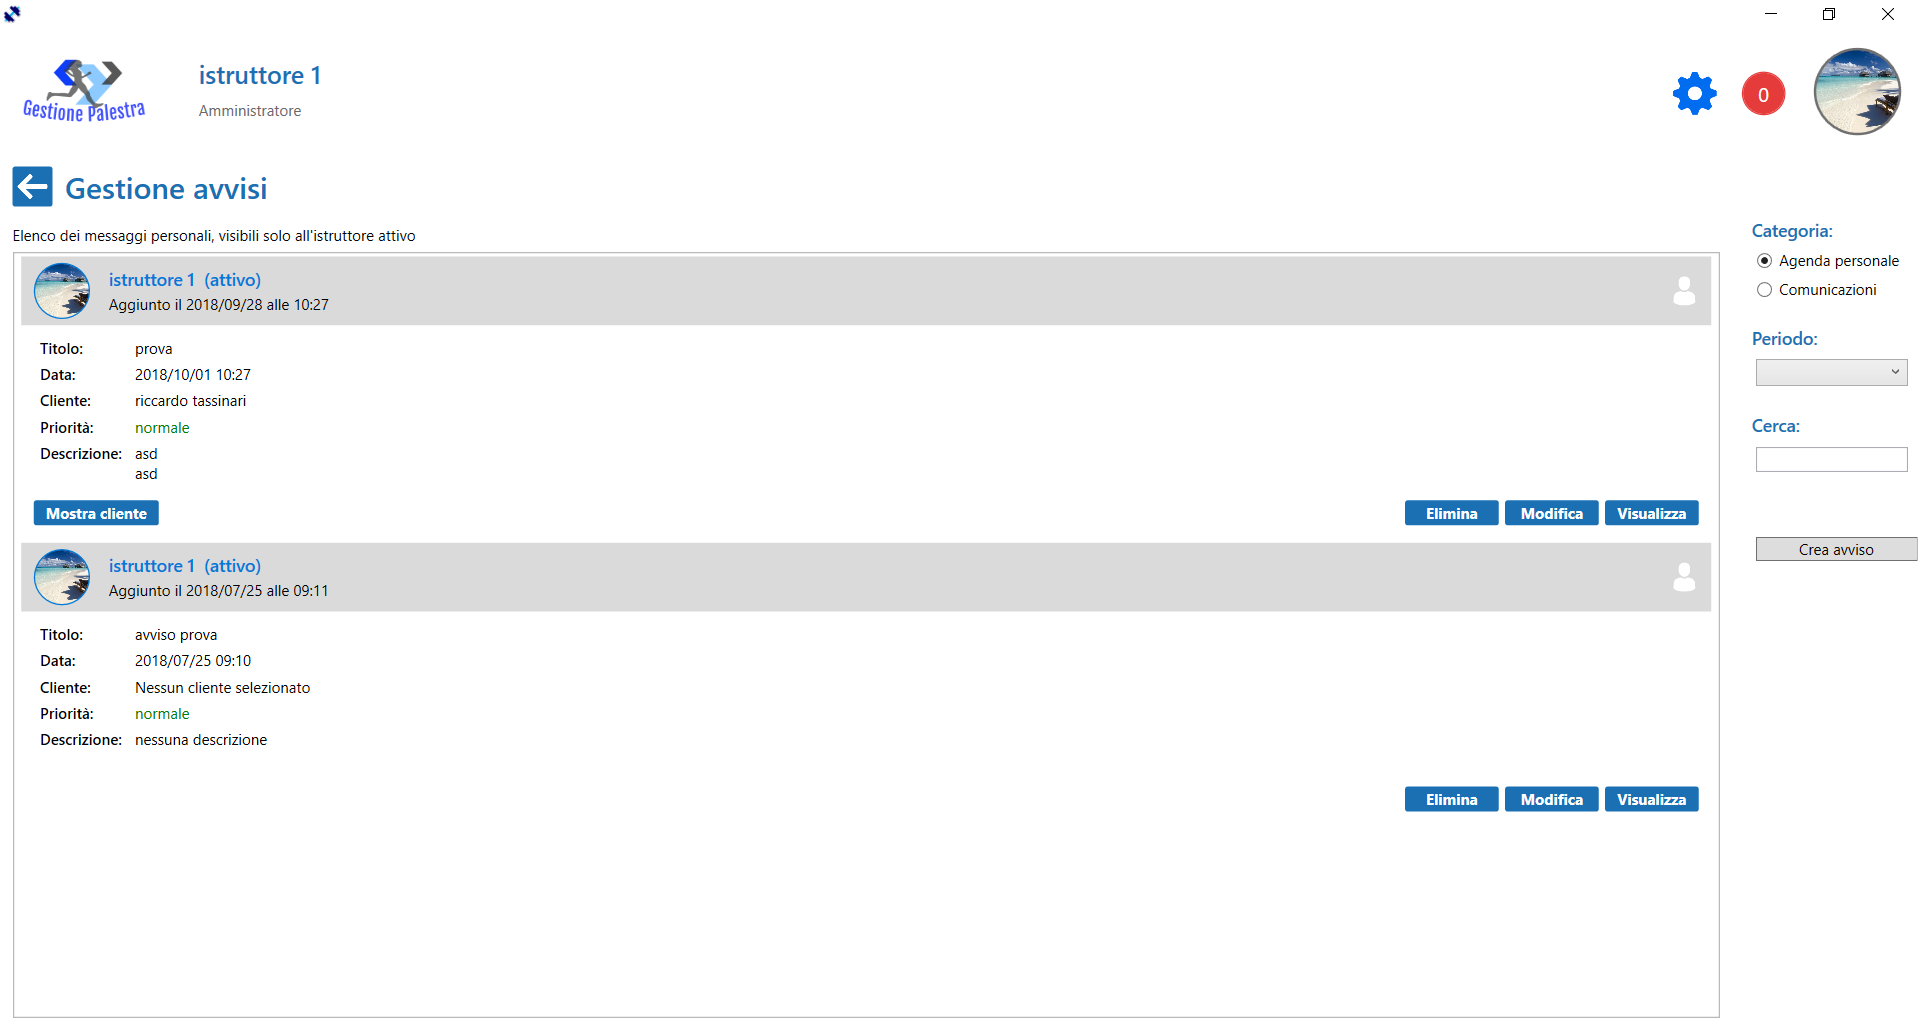 Gestione Palestra
istruttore 1
Amministratore
0
Gestione avvisi
Elenco dei messaggi personali, visibili solo all'istruttore attivo
istruttore 1 (attivo)
Aggiunto il 2018/09/28 alle 10:27
Titolo: prova
Data: 2018/10/01 10:27
Cliente: riccardo tassinari
Priorità: normale
Descrizione: asd
asd
Mostra cliente Elimina Modifica Visualizza
istruttore 1 (attivo)
Aggiunto il 2018/07/25 alle 09:11
Titolo: avviso prova
Data: 2018/07/25 09:10
Cliente: Nessun cliente selezionato
Priorità: normale
Descrizione: nessuna descrizione
Elimina Modifica Visualizza
Categoria:
Agenda personale
Comunicazioni
Periodo:
Cerca:
Crea avviso